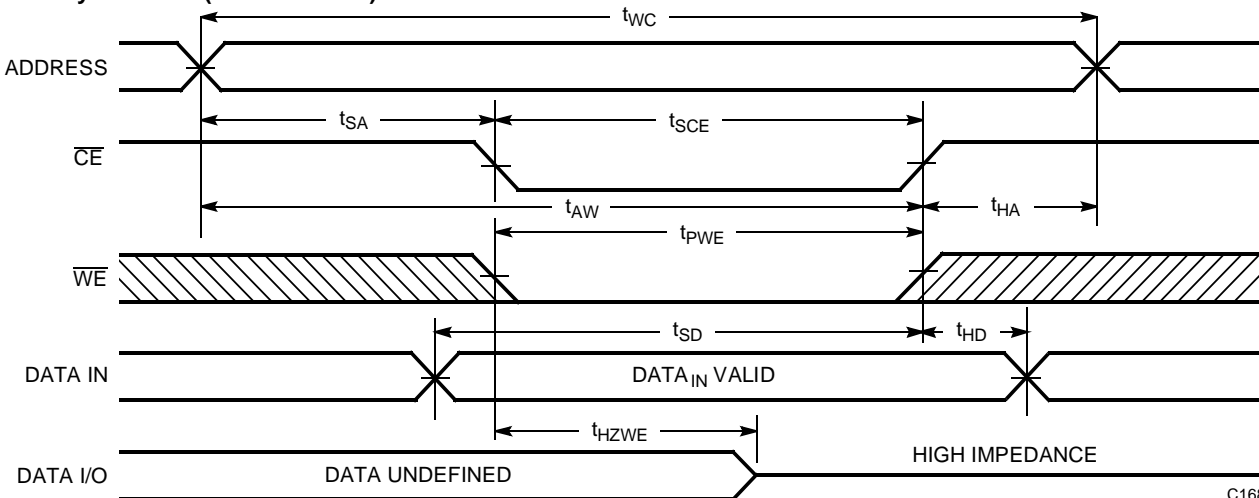 tWC
ADDRESS
tSA
tSCE
CE
tAW
tHA
tPWE
WE
tSD
tHD
DATA IN
DATAIN VALID
tHZWE
HIGH IMPEDANCE
DATA I/O
DATA UNDEFINED